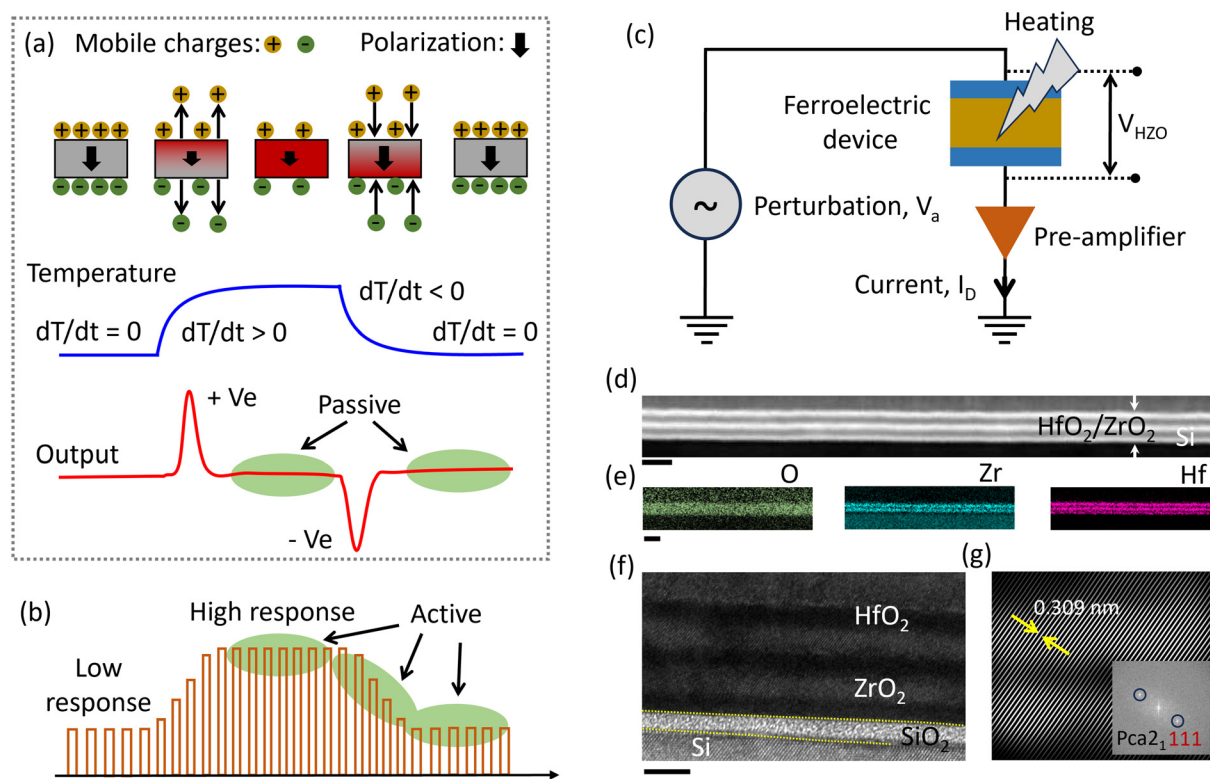 (a)
Mobile charges: + -
Polarization:
+ + + + + + + + + + + + + + + + + +
- - - - - - - - - - - - - - - - - -
Temperature
dT/dt = 0
dT/dt > 0
dT/dt < 0
dT/dt = 0
+ Ve
Passive
Output
- Ve
(b)
High response
Active
Low
response
(c)
Heating
Ferroelectric
device
V_HZO
~
Perturbation, V_a
Pre-amplifier
Current, I_D
(d)
HfO₂/ZrO₂
Si
(e)
O
Zr
Hf
(f)
HfO₂
ZrO₂
SiO₂
Si
(g)
0.309 nm
Pca2₁ 111